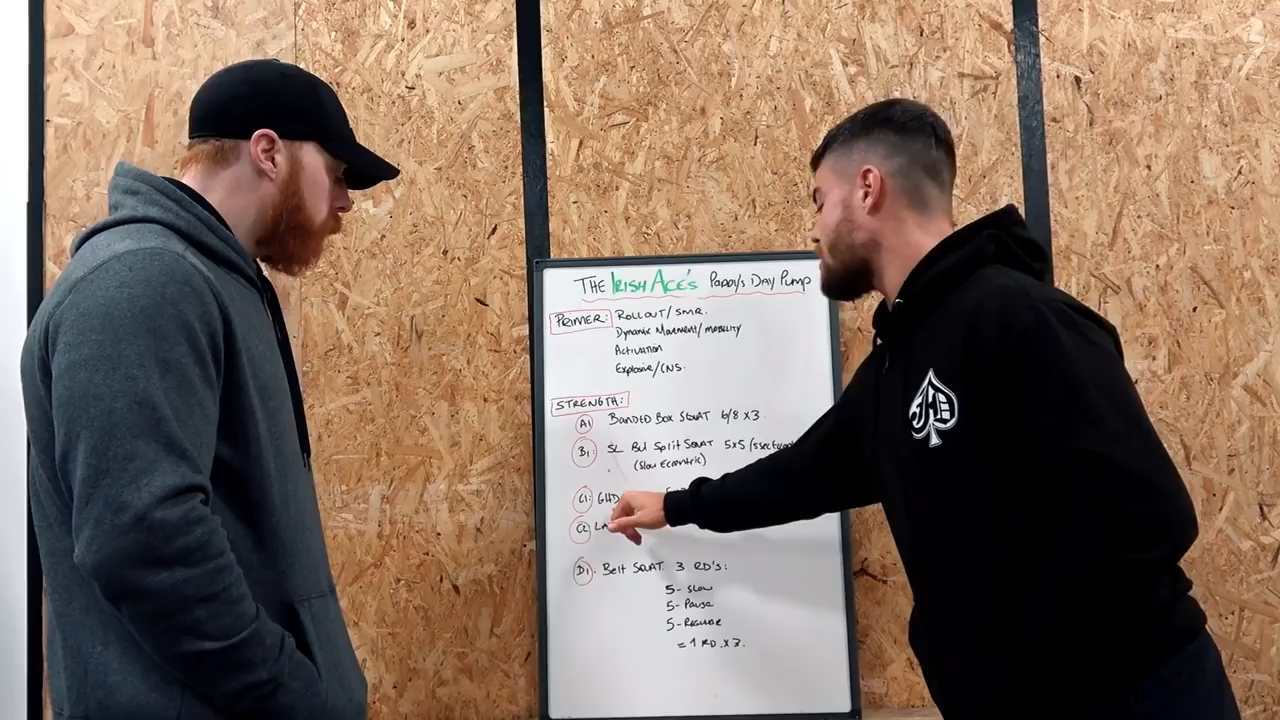 THE IRISH ACE'S PADDY'S DAY PUMP
PRIMER: ROLLOUT/SMR.
Dynamic Movement/mobility
Activation
Explosive/CNS.
STRENGTH:
A1 BANDED BOX SQUAT 6/8 x3
B1: SL Bul Split SQUAT 5x5
(Slow Eccentric)
C1: GHD
C2
D1. Belt SQUAT 3 RD's:
5- Slow
5- Pause
5- Regular
= 1 RD. x3.